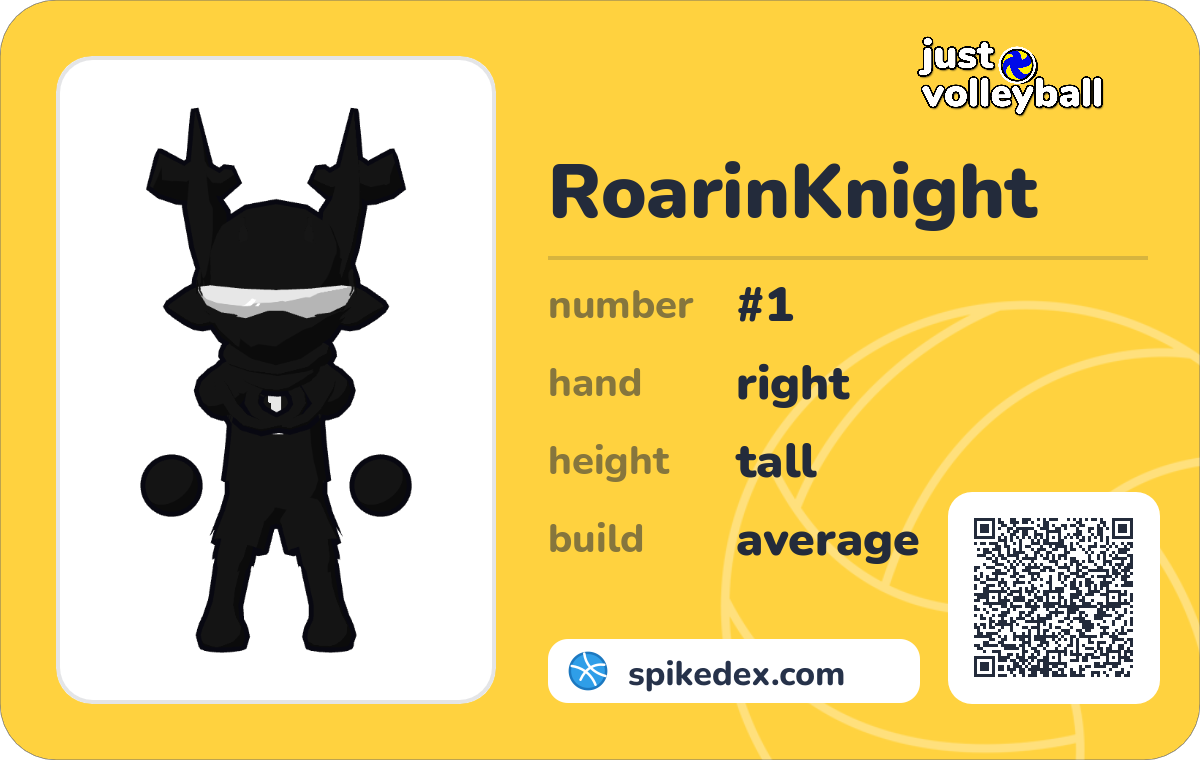 just
volleyball
RoarinKnight
number #1
hand right
height tall
build average
spikedex.com